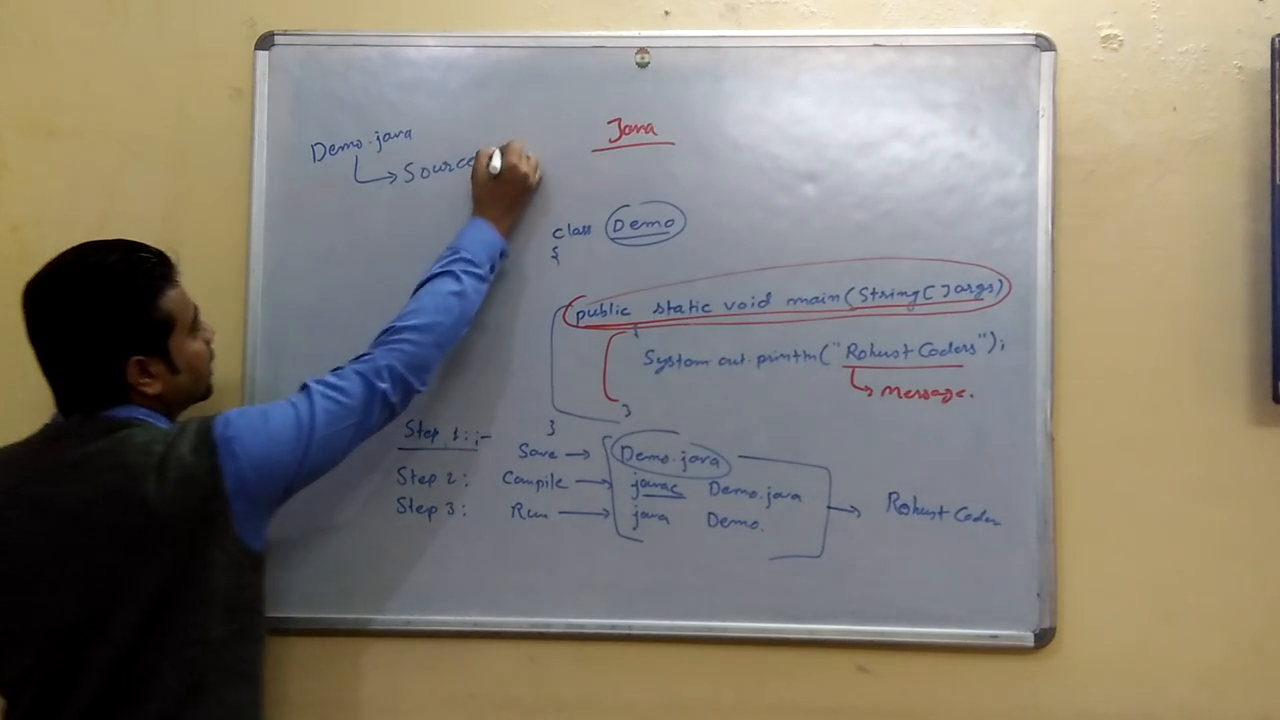 Java
Demo.java
Source
class Demo
{
public static void main(String[]args)
{
System.out.println("Robust Coders");
message.
}
}
Step 1:;-
Save → Demo.java
Step 2: Compile → javac Demo.java
Step 3: Run → java Demo.
→ Robust Coder